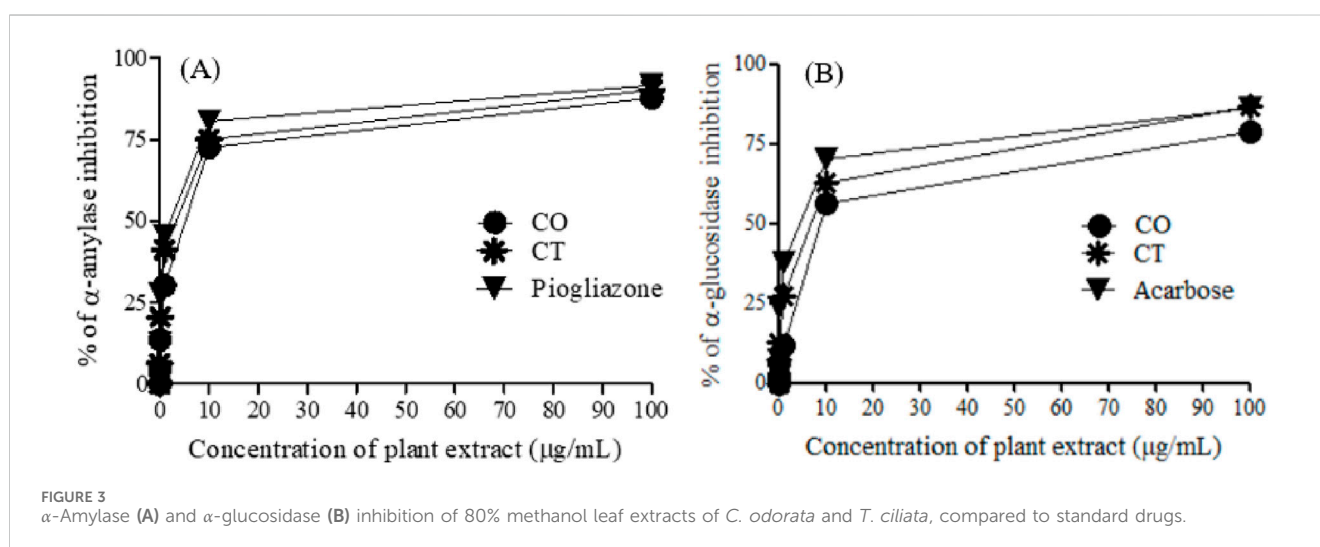 (A)
% of α-amylase inhibition
100
75
50
25
0
CO
CT
Piogliazone
0 10 20 30 40 50 60 70 80 90 100
Concentration of plant extract (μg/mL)
(B)
% of α-glucosidase inhibition
100
75
50
25
0
CO
CT
Acarbose
0 10 20 30 40 50 60 70 80 90 100
Concentration of plant extract (μg/mL)
FIGURE 3
α-Amylase (A) and α-glucosidase (B) inhibition of 80% methanol leaf extracts of C. odorata and T. ciliata, compared to standard drugs.